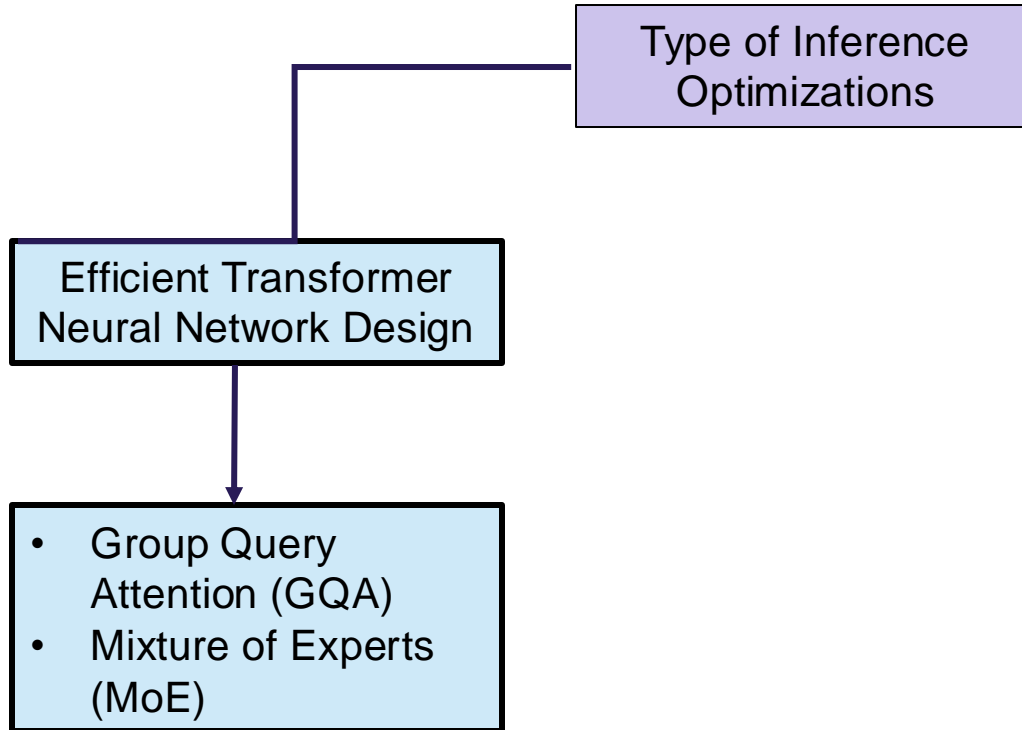 Type of Inference
Optimizations
Efficient Transformer
Neural Network Design
• Group Query
Attention (GQA)
• Mixture of Experts
(MoE)